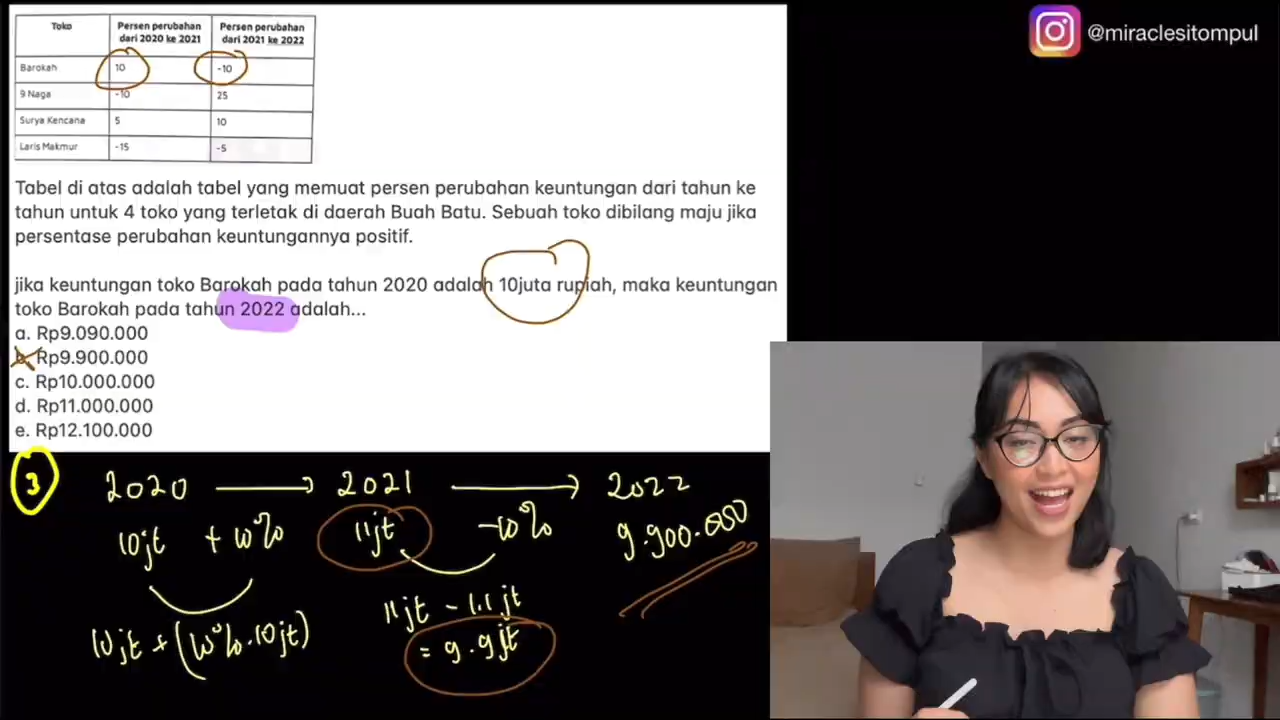 Toko Persen perubahan dari 2020 ke 2021 Persen perubahan dari 2021 ke 2022
Barokah 10 -10
9 Naga -10 25
Surya Kencana 5 10
Laris Makmur -15 -5
@miraclesitompul
Tabel di atas adalah tabel yang memuat persen perubahan keuntungan dari tahun ke
tahun untuk 4 toko yang terletak di daerah Buah Batu. Sebuah toko dibilang maju jika
persentase perubahan keuntungannya positif.
jika keuntungan toko Barokah pada tahun 2020 adalah 10juta rupiah, maka keuntungan
toko Barokah pada tahun 2022 adalah...
a. Rp9.090.000
b. Rp9.900.000
c. Rp10.000.000
d. Rp11.000.000
e. Rp12.100.000
3 2020 → 2021 → 2022
10jt + 10% 11jt -10% 9.900.000
10jt + (10%.10jt) 11jt - 1.1jt
= 9.9jt